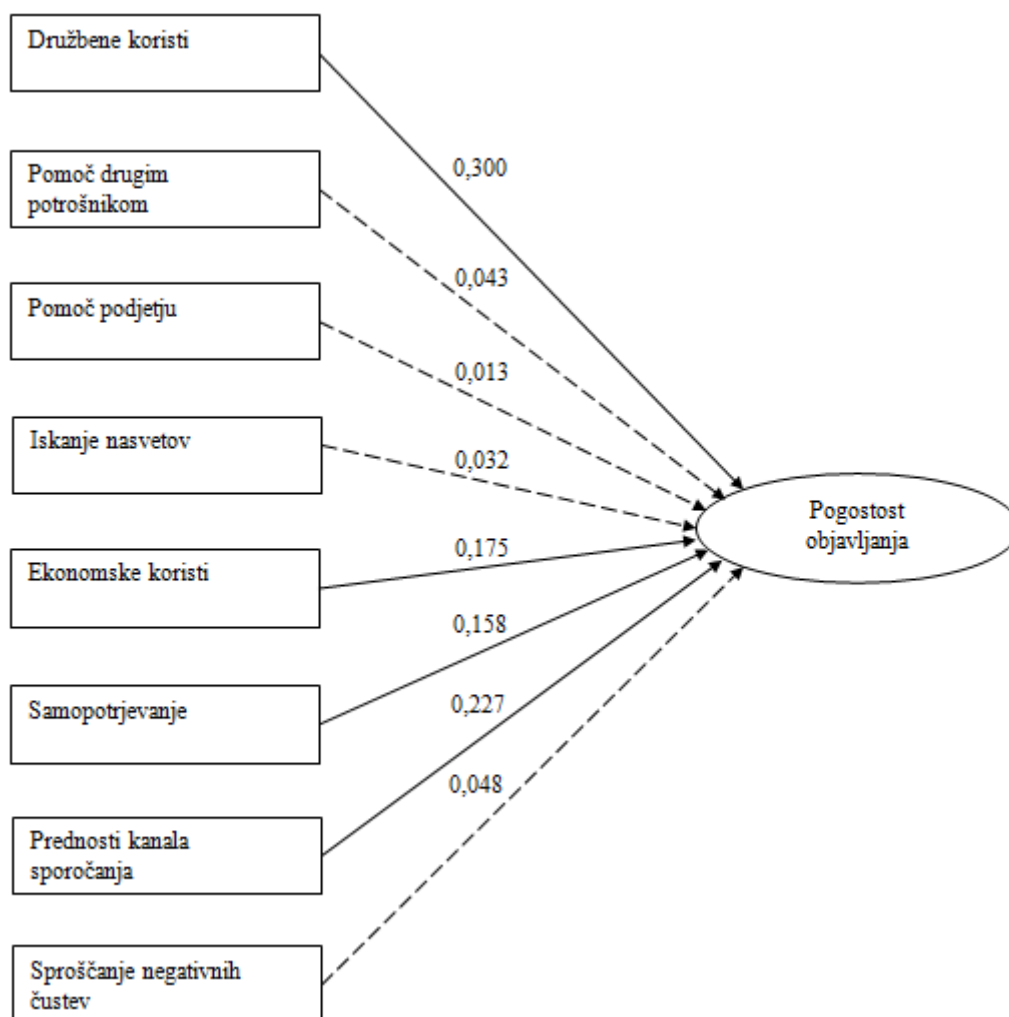 Družbene koristi
0,300
Pomoč drugim
potrošnikom
0,043
Pomoč podjetju
0,013
Iskanje nasvetov
0,032
Pogostost
objavljanja
Ekonomske koristi
0,175
0,158
Samopotrjevanje
0,227
0,048
Prednosti kanala
sporočanja
Sproščanje negativnih
čustev